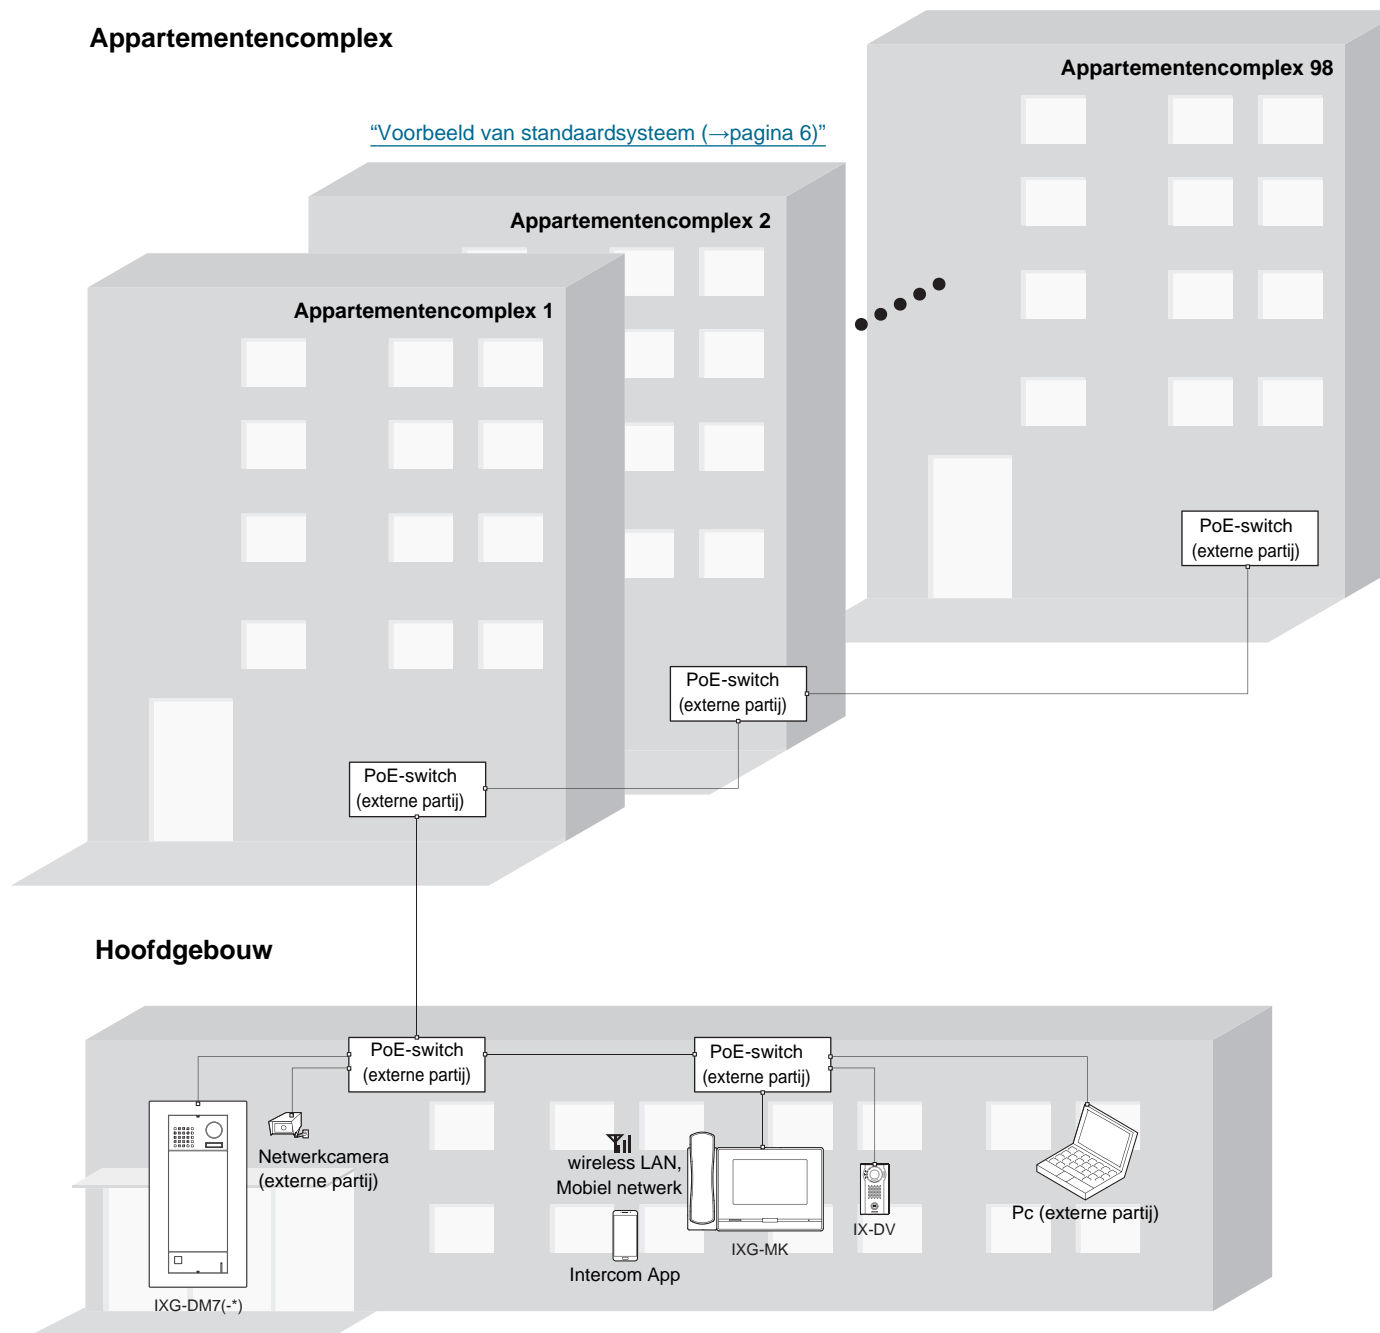 Appartementencomplex
Appartementencomplex 98
“Voorbeeld van standaardsysteem (→pagina 6)”
Appartementencomplex 2
Appartementencomplex 1
PoE-switch
(externe partij)
PoE-switch
(externe partij)
PoE-switch
(externe partij)
Hoofdgebouw
PoE-switch
(externe partij)
PoE-switch
(externe partij)
Netwerkcamera
(externe partij)
wireless LAN,
Mobiel netwerk
Pc (externe partij)
IX-DV
IXG-MK
Intercom App
IXG-DM7(-*)